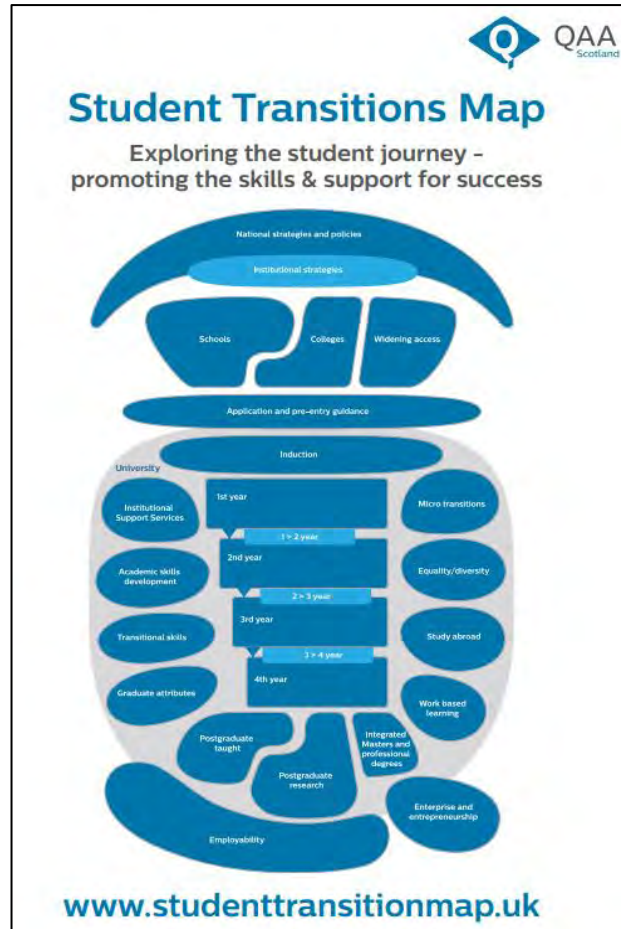 QAA
Scotland
Student Transitions Map
Exploring the student journey -
promoting the skills & support for success
National strategies and policies
Institutional strategies
Schools
Colleges
Widening access
Application and pre-entry guidance
Induction
University
Institutional
Support Services
Academic skills
development
Transitional skills
Graduate attributes
1st year
1 > 2 year
2nd year
2 > 3 year
3rd year
3 > 4 year
4th year
Micro transitions
Equality/diversity
Study abroad
Work based
learning
Postgraduate
taught
Postgraduate
research
Integrated
Masters and
professional
degrees
Employability
Enterprise and
entrepreneurship
www.studenttransitionmap.uk